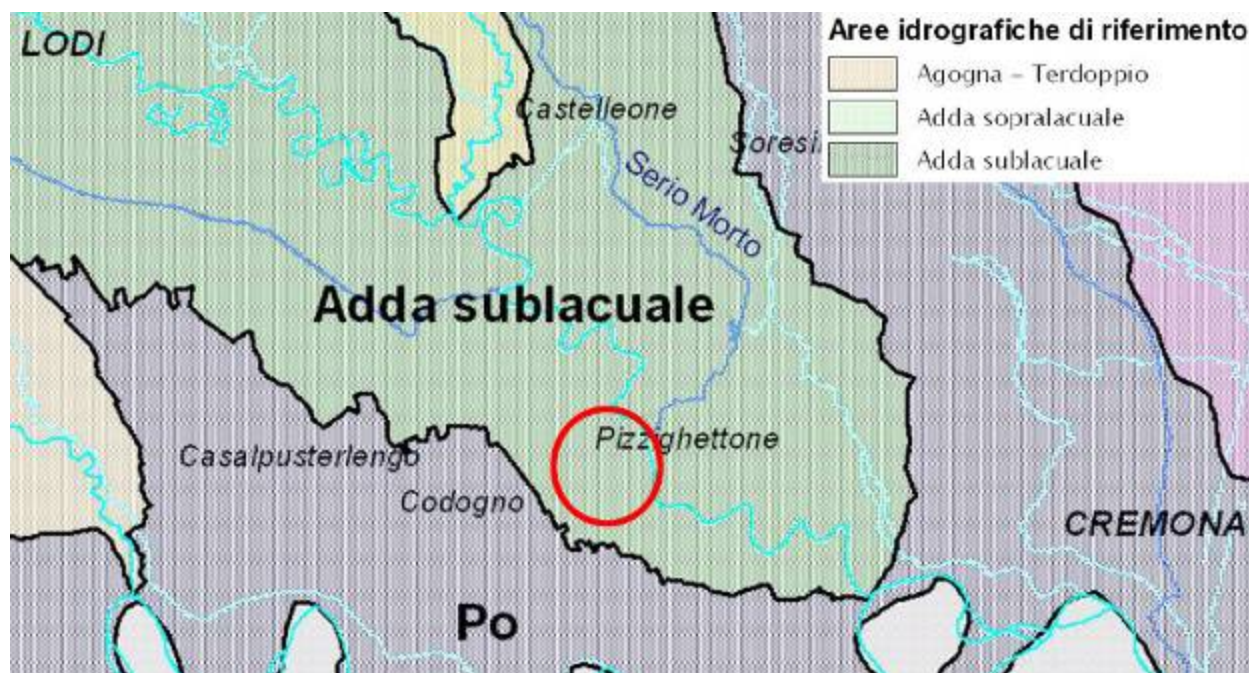 LODI
Aree idrografiche di riferimento
Agogna – Terdoppio
Adda sopralacuale
Adda sublacuale
Castelleone
Soresi
Serio Morto
Adda sublacuale
Pizzighettone
Casalpusterlengo
Codogno
CREMONA
Po